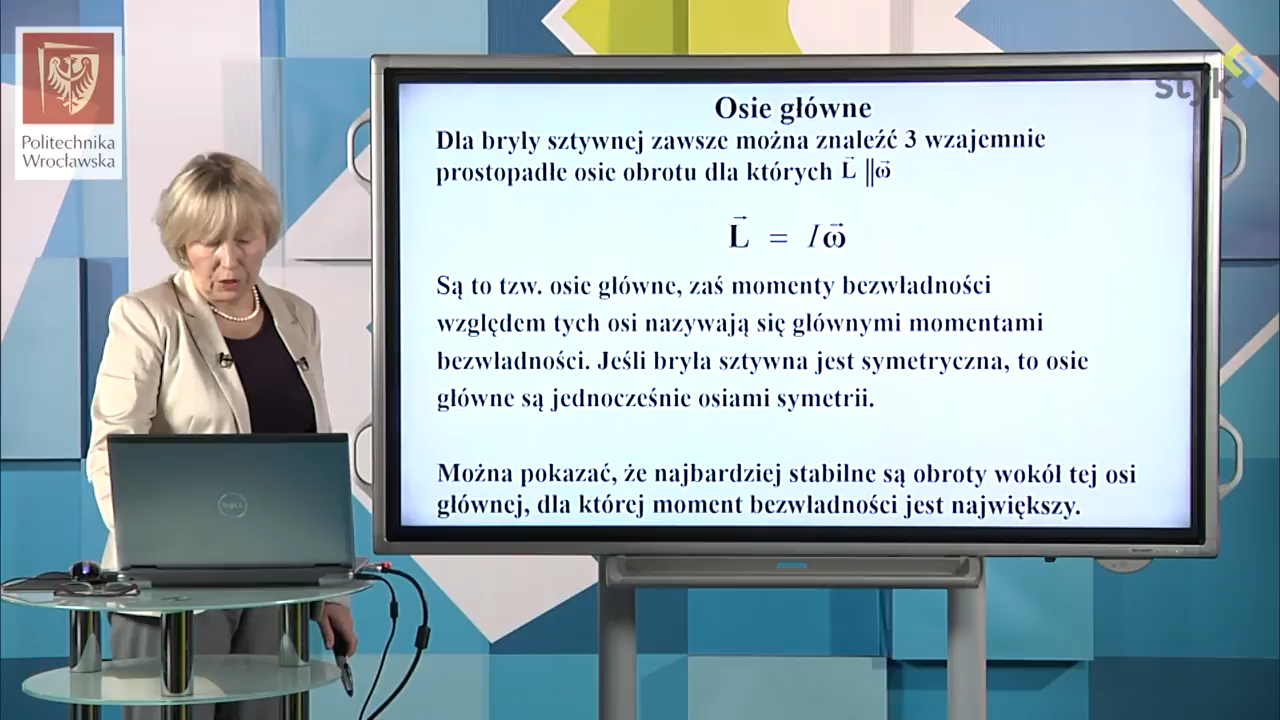 Politechnika
Wrocławska
styk
Osie główne
Dla bryły sztywnej zawsze można znaleźć 3 wzajemnie
prostopadłe osie obrotu dla których L⃗ ||ω⃗
L⃗ = Iω⃗
Są to tzw. osie główne, zaś momenty bezwładności
względem tych osi nazywają się głównymi momentami
bezwładności. Jeśli bryła sztywna jest symetryczna, to osie
główne są jednocześnie osiami symetrii.
Można pokazać, że najbardziej stabilne są obroty wokół tej osi
głównej, dla której moment bezwładności jest największy.
DELL